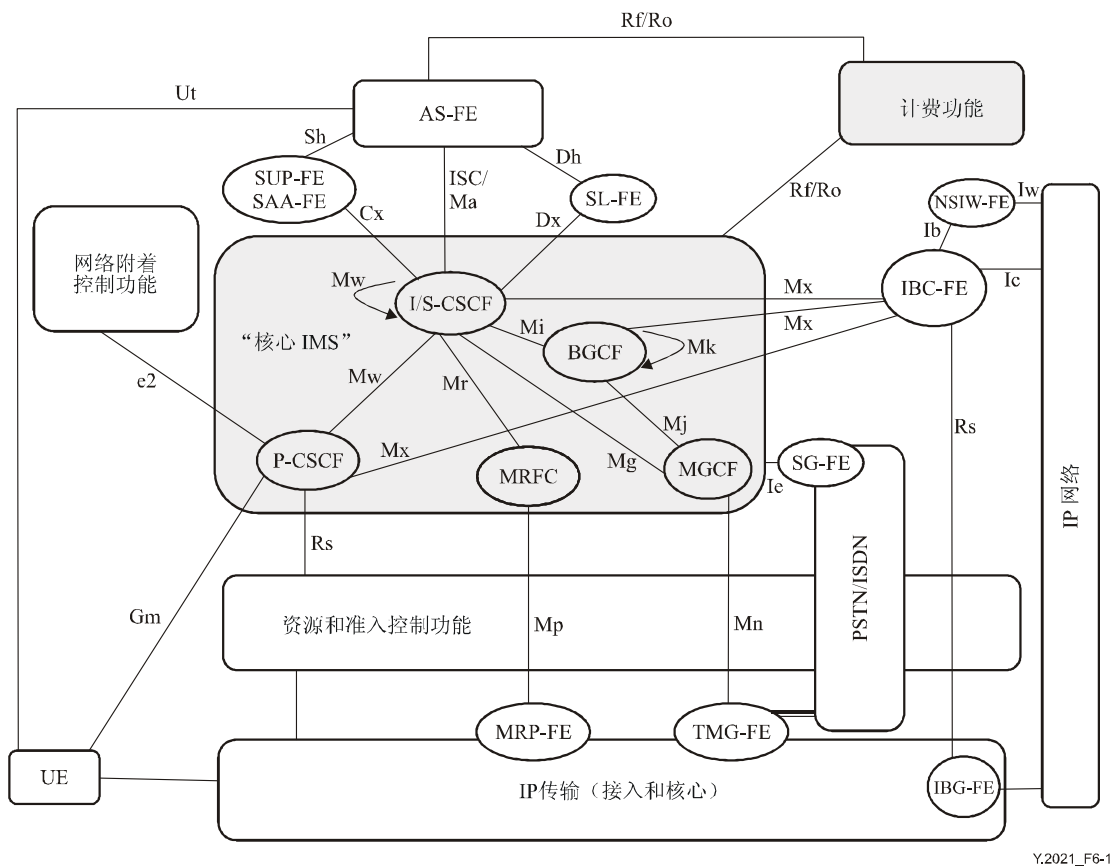 Rf/Ro
Ut
AS-FE
计费功能
Sh
Dh
SUP-FE
SAA-FE
ISC/
Ma
SL-FE
Rf/Ro
NSIW-FE
Iw
Cx
Dx
Ib
网络附着
控制功能
Mw
I/S-CSCF
Mx
IBC-FE
Ic
“核心 IMS”
Mi
BGCF
Mk
Mx
e2
Mw
Mr
Mj
Rs
P-CSCF
Mx
MRFC
Mg
MGCF
Ie
SG-FE
IP 网络
Rs
PSTN/ISDN
Gm
资源和准入控制功能
Mp
Mn
MRP-FE
TMG-FE
UE
IP传输（接入和核心）
IBG-FE
Y.2021_F6-1